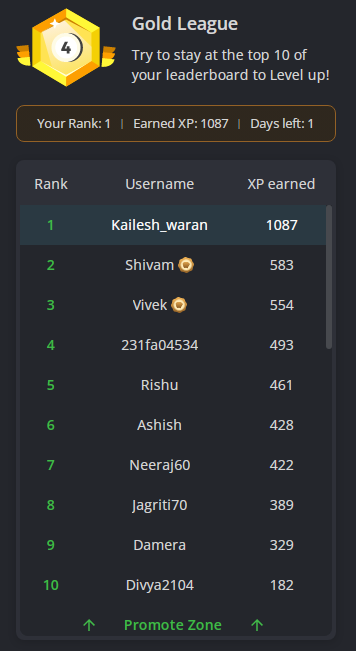 4
Gold League
Try to stay at the top 10 of
your leaderboard to Level up!
Your Rank: 1 | Earned XP: 1087 | Days left: 1
Rank Username XP earned
1 Kailesh_waran 1087
2 Shivam 583
3 Vivek 554
4 231fa04534 493
5 Rishu 461
6 Ashish 428
7 Neeraj60 422
8 Jagriti70 389
9 Damera 329
10 Divya2104 182
↑ Promote Zone ↑